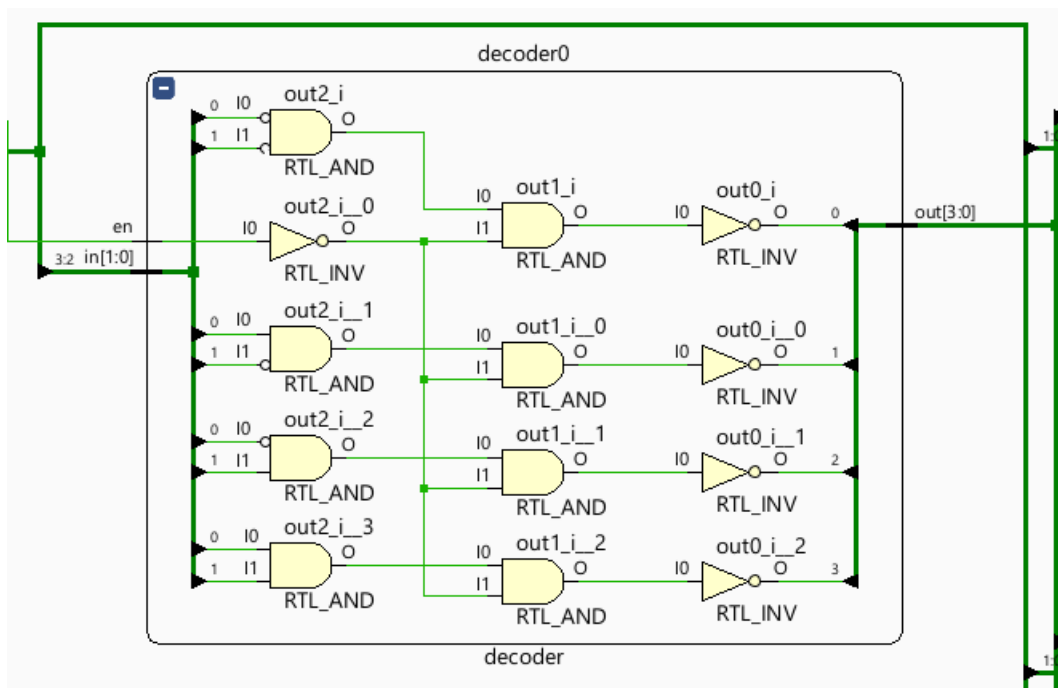 decoder0
out2_i
0 I0 O
1 I1
RTL_AND
out2_i__0
en I0 O
RTL_INV
3:2 in[1:0]
out2_i__1
0 I0 O
1 I1
RTL_AND
out2_i__2
0 I0 O
1 I1
RTL_AND
out2_i__3
0 I0 O
1 I1
RTL_AND
out1_i
I0 O
I1
RTL_AND
out1_i__0
I0 O
I1
RTL_AND
out1_i__1
I0 O
I1
RTL_AND
out1_i__2
I0 O
I1
RTL_AND
out0_i
I0 O 0
RTL_INV
out0_i__0
I0 O 1
RTL_INV
out0_i__1
I0 O 2
RTL_INV
out0_i__2
I0 O 3
RTL_INV
out[3:0]
decoder